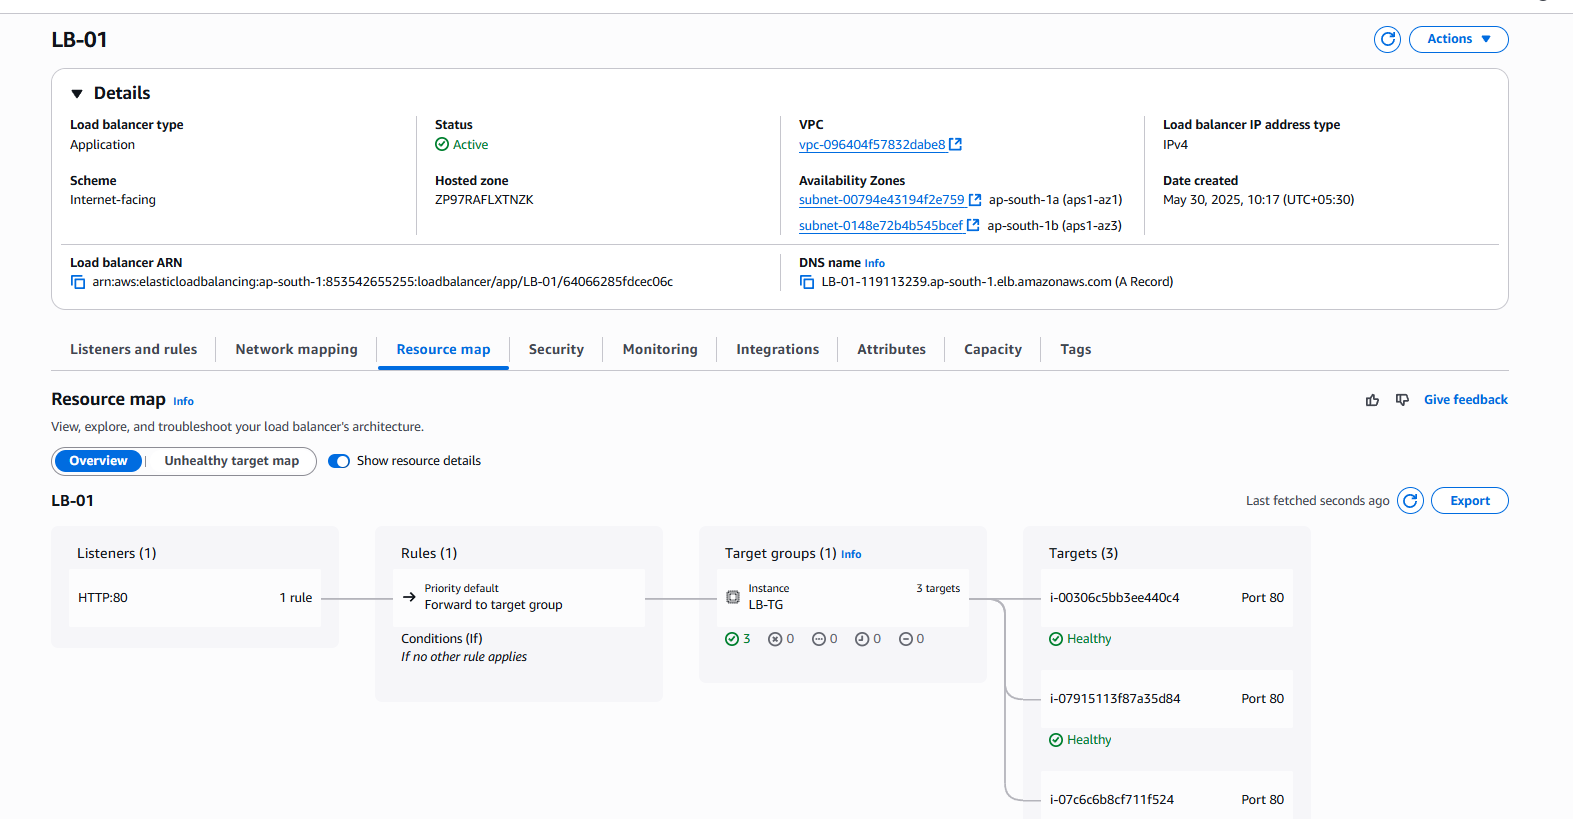 LB-01
Actions
Details
Load balancer type
Application
Status
Active
VPC
vpc-096404f57832dabe8
Load balancer IP address type
IPv4
Scheme
Internet-facing
Hosted zone
ZP97RAFLXTNZK
Availability Zones
subnet-00794e43194f2e759 ap-south-1a (aps1-az1)
subnet-0148e72b4b545bcef ap-south-1b (aps1-az3)
Date created
May 30, 2025, 10:17 (UTC+05:30)
Load balancer ARN
arn:aws:elasticloadbalancing:ap-south-1:853542655255:loadbalancer/app/LB-01/64066285fdcec06c
DNS name Info
LB-01-119113239.ap-south-1.elb.amazonaws.com (A Record)
Listeners and rules Network mapping Resource map Security Monitoring Integrations Attributes Capacity Tags
Resource map Info
Give feedback
View, explore, and troubleshoot your load balancer's architecture.
Overview Unhealthy target map Show resource details
LB-01
Last fetched seconds ago Export
Listeners (1)
HTTP:80 1 rule
Rules (1)
Priority default
Forward to target group
Conditions (If)
If no other rule applies
Target groups (1) Info
Instance 3 targets
LB-TG
3 0 0 0 0
Targets (3)
i-00306c5bb3ee440c4 Port 80
Healthy
i-07915113f87a35d84 Port 80
Healthy
i-07c6c6b8cf711f524 Port 80